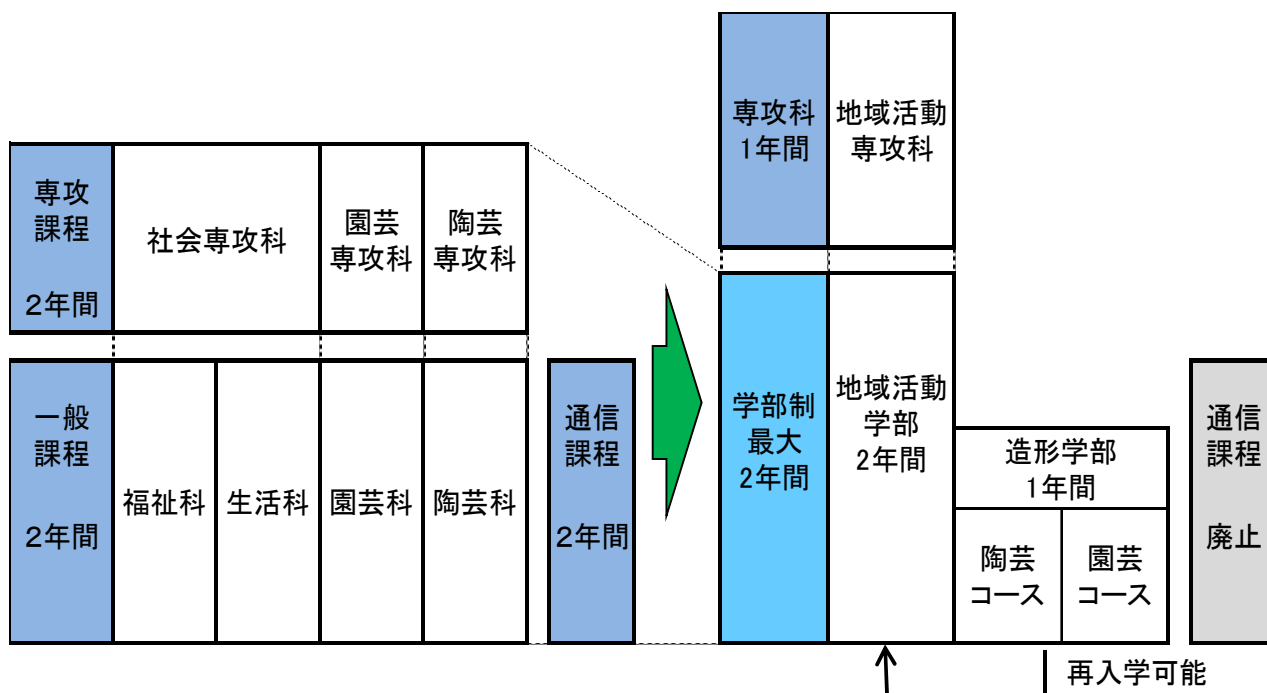 専攻
課程
２年間
社会専攻科
園芸
専攻科
陶芸
専攻科
一般
課程
２年間
福祉科
生活科
園芸科
陶芸科
通信
課程
２年間
専攻科
1年間
地域活動
専攻科
学部制
最大
2年間
地域活動
学部
2年間
造形学部
1年間
陶芸
コース
園芸
コース
通信
課程
廃止
再入学可能